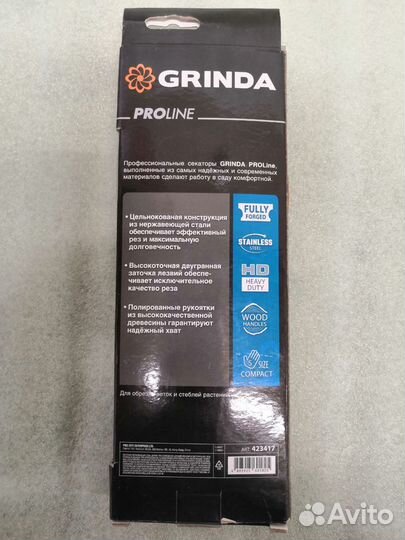 GRINDA
PROLINE
Профессиональные секаторы GRINDA PROLine,
выполненные из самых надёжных и современных
материалов сделают работу в саду комфортной.
• Цельнокованая конструкция
из нержавеющей стали
обеспечивает эффективный
рез и максимальную
долговечность
• Высокоточная двугранная
заточка лезвий обеспе-
чивает исключительное
качество реза
• Полированные рукоятки
из высококачественной
древесины гарантируют
надёжный хват
FULLY
FORGED
STAINLESS
STEEL
HD
HEAVY
DUTY
WOOD
HANDLES
S SIZE
COMPACT
Для обрезки веток и стеблей растений
Арт. 423417
Avito